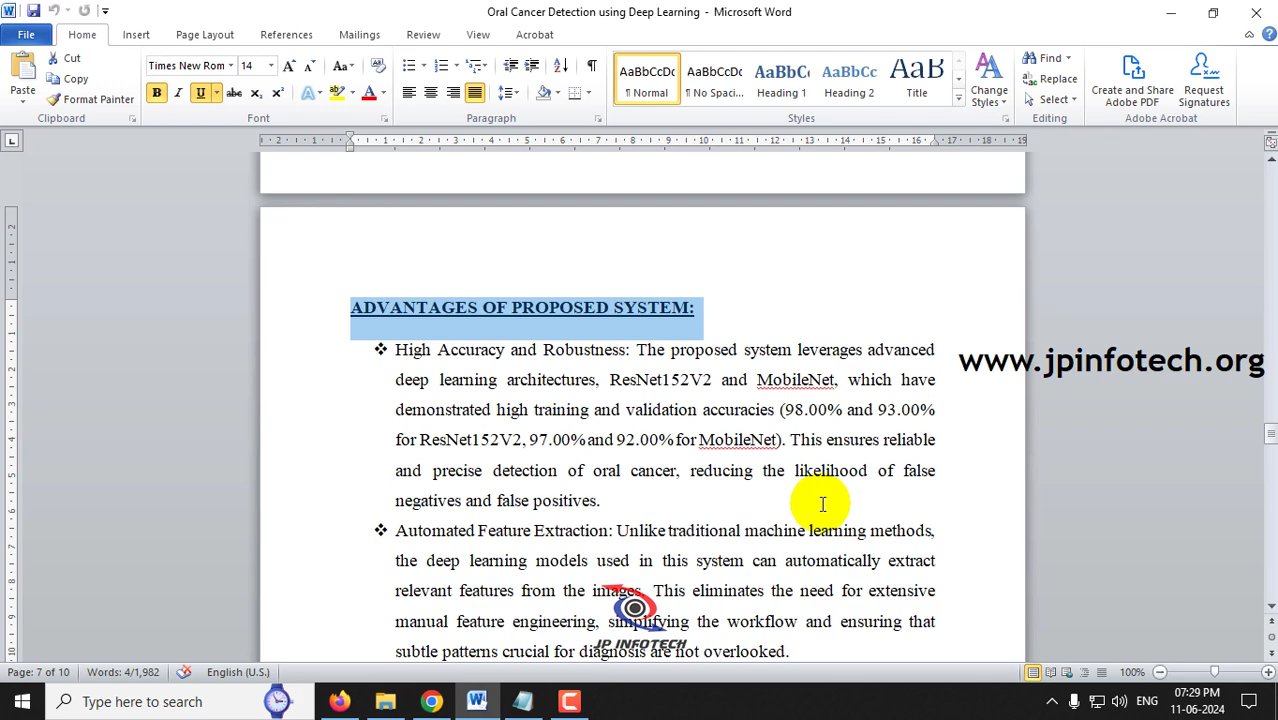 Oral Cancer Detection using Deep Learning - Microsoft Word
File Home Insert Page Layout References Mailings Review View Acrobat
Paste
Cut
Copy
Format Painter
Clipboard
Times New Rom 14
Font
Paragraph
AaBbCcDc AaBbCcDc AaBbCc AaBbCc AaB
¶ Normal ¶ No Spaci... Heading 1 Heading 2 Title
Change Styles
Styles
Find
Replace
Select
Editing
Create and Share Adobe PDF
Request Signatures
Adobe Acrobat
ADVANTAGES OF PROPOSED SYSTEM:
❖ High Accuracy and Robustness: The proposed system leverages advanced
deep learning architectures, ResNet152V2 and MobileNet, which have
demonstrated high training and validation accuracies (98.00% and 93.00%
for ResNet152V2, 97.00% and 92.00% for MobileNet). This ensures reliable
and precise detection of oral cancer, reducing the likelihood of false
negatives and false positives.
❖ Automated Feature Extraction: Unlike traditional machine learning methods,
the deep learning models used in this system can automatically extract
relevant features from the images. This eliminates the need for extensive
manual feature engineering, simplifying the workflow and ensuring that
subtle patterns crucial for diagnosis are not overlooked.
www.jpinfotech.org
JP INFOTECH
Page: 7 of 10 Words: 4/1,982 English (U.S.) 100%
Type here to search
ENG
07:29 PM
11-06-2024